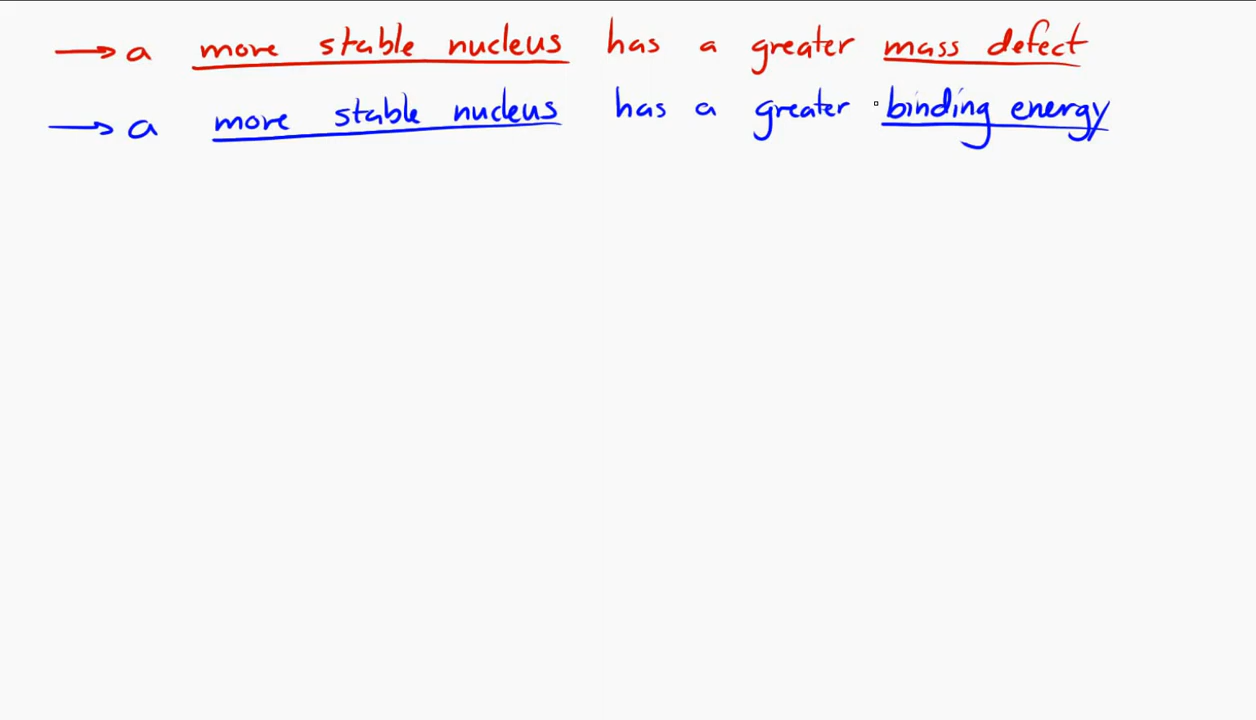 → a more stable nucleus has a greater mass defect
→ a more stable nucleus has a greater binding energy